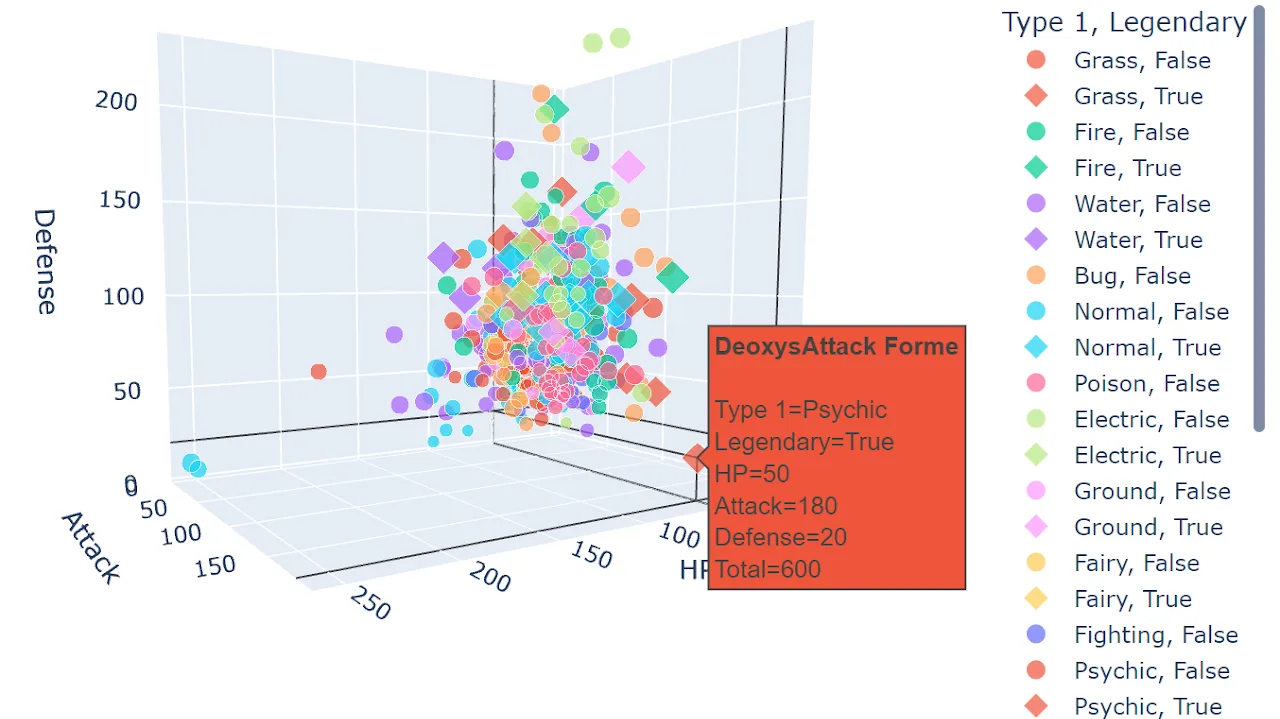 Type 1, Legendary
Grass, False
Grass, True
Fire, False
Fire, True
Water, False
Water, True
Bug, False
Normal, False
Normal, True
Poison, False
Electric, False
Electric, True
Ground, False
Ground, True
Fairy, False
Fairy, True
Fighting, False
Psychic, False
Psychic, True
Defense
200
150
100
50
0
0
50
100
150
Attack
250
200
150
100
HP
DeoxysAttack Forme
Type 1=Psychic
Legendary=True
HP=50
Attack=180
Defense=20
Total=600